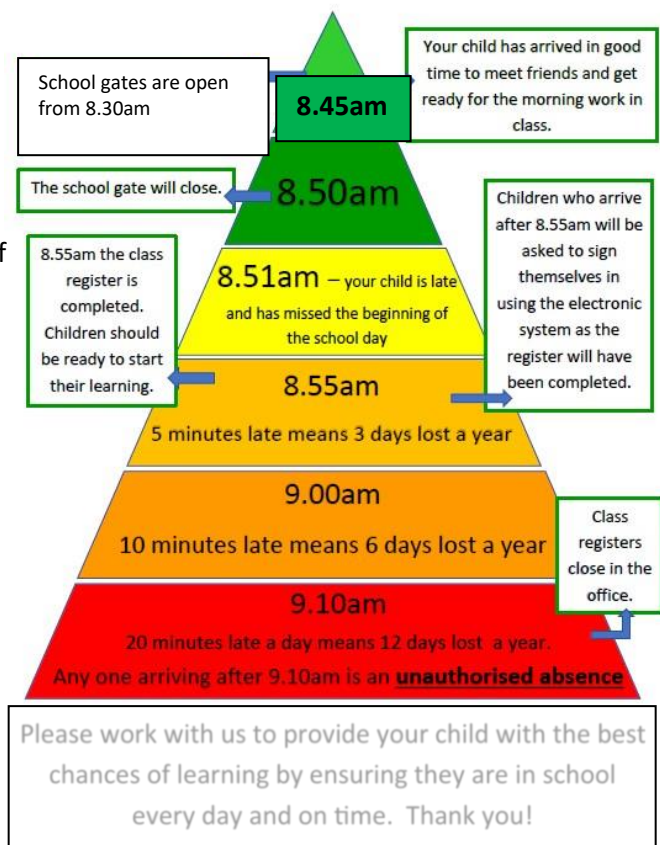 School gates are open
from 8.30am
8.45am
Your child has arrived in good
time to meet friends and get
ready for the morning work in
class.
The school gate will close.
8.50am
f
8.55am the class
register is
completed.
Children should
be ready to start
their learning.
8.51am – your child is late
and has missed the beginning of
the school day
Children who
arrive
after 8.55am will be
asked to sign
themselves in
using the electronic
system as the
register will have
been completed.
8.55am
5 minutes late means 3 days lost a year
9.00am
10 minutes late means 6 days lost a year
Class
registers
close in the
office.
9.10am
20 minutes late a day means 12 days lost a year.
Any one arriving after 9.10am is an unauthorised absence
Please work with us to provide your child with the best
chances of learning by ensuring they are in school
every day and on time. Thank you!